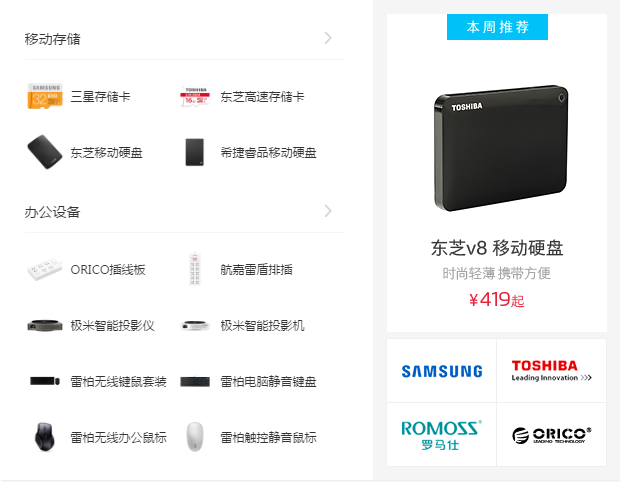 移动存储
三星存储卡
东芝高速存储卡
东芝移动硬盘
希捷睿品移动硬盘
办公设备
ORICO插线板
航嘉雷盾排插
极米智能投影仪
极米智能投影机
雷柏无线键鼠套装
雷柏电脑静音键盘
雷柏无线办公鼠标
雷柏触控静音鼠标
本周推荐
TOSHIBA
东芝v8 移动硬盘
时尚轻薄 携带方便
¥419起
SAMSUNG
TOSHIBA
Leading Innovation >>>
ROMOSS®
罗马仕
ORICO®
LEADING TECHNOLOGY
SAMSUNG
32 EVO
TOSHIBA
16